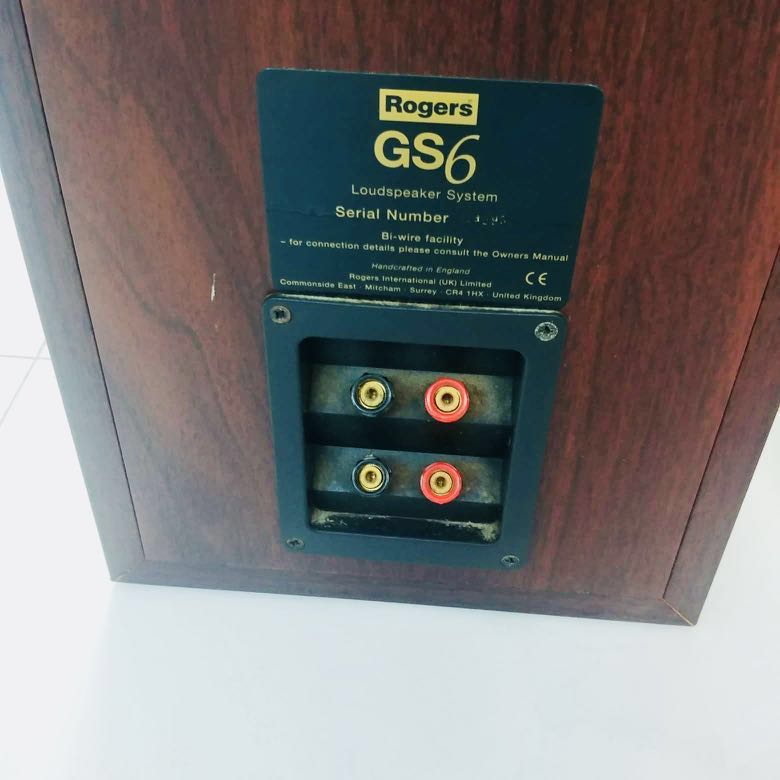 Rogers
GS6
Loudspeaker System
Serial Number
Bi-wire facility
– for connection details please consult the Owners Manual
Handcrafted in England
CE
Rogers International (UK) Limited
Commonside East · Mitcham · Surrey · CR4 1HX · United Kingdom